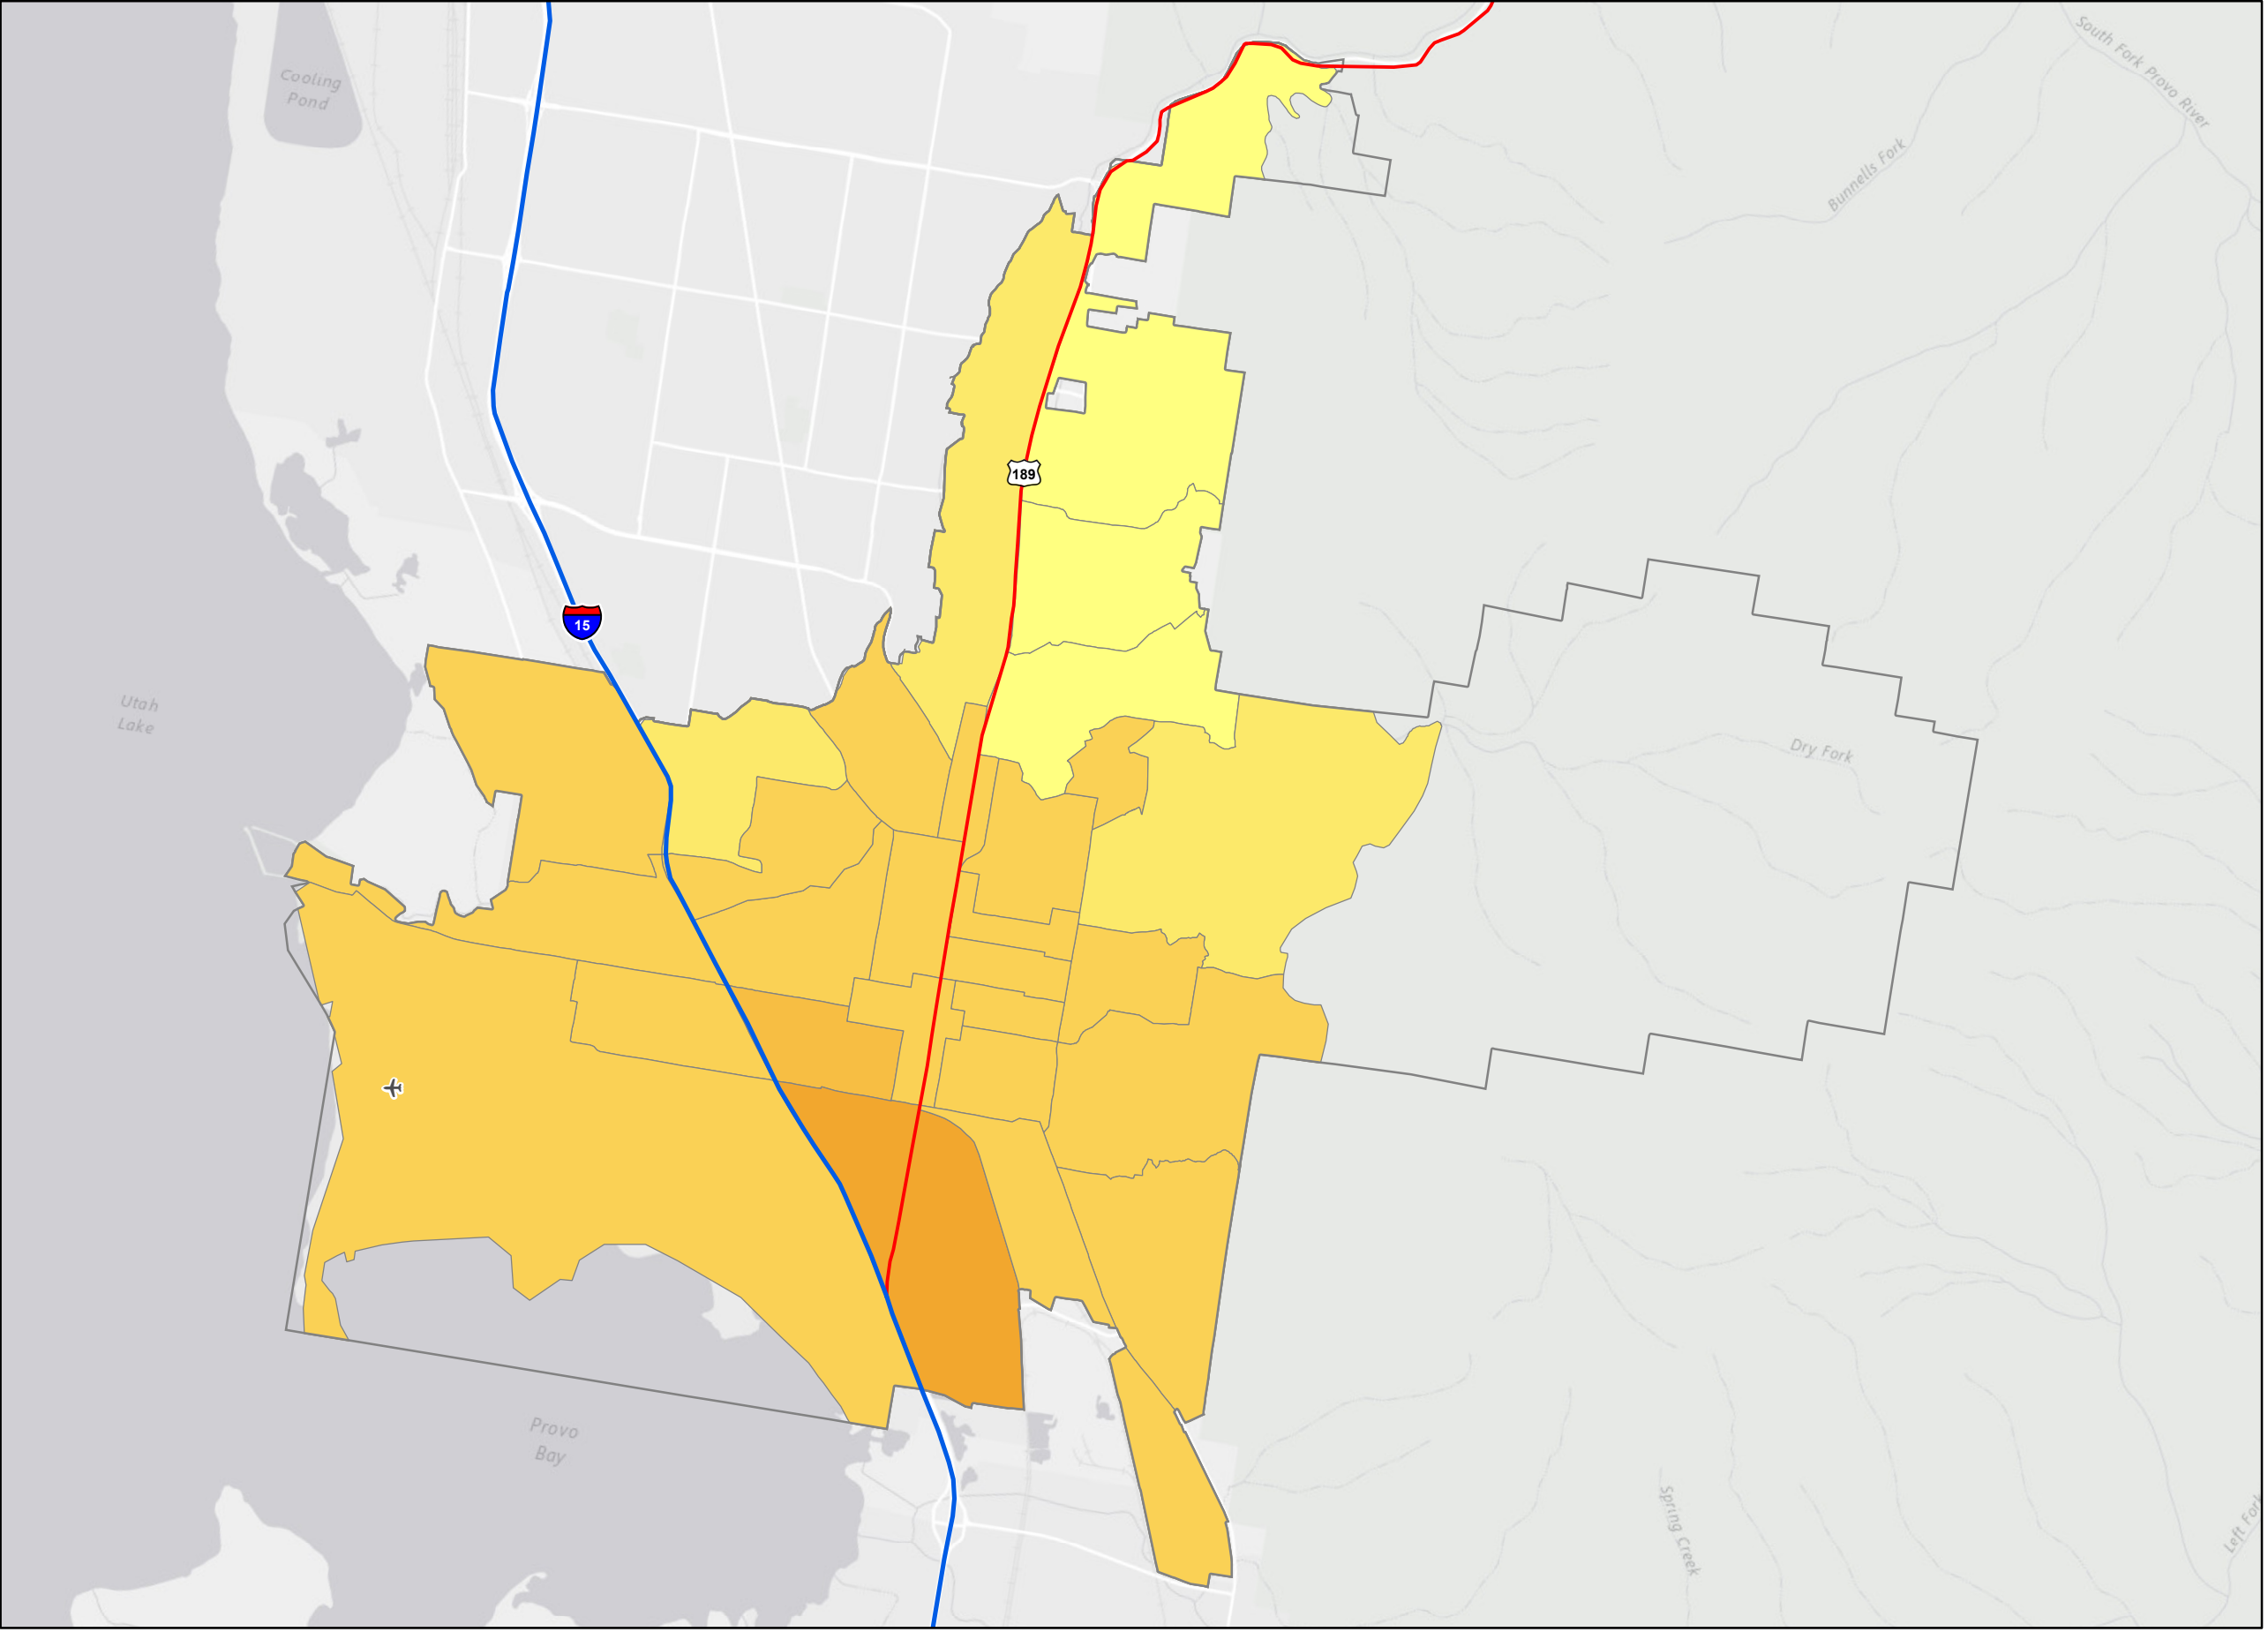 Cooling
Pond
South Fork Provo River
Bunnells Fork
189
15
Utah
Lake
Dry Fork
Provo
Bay
Spring Creek
Left Fork